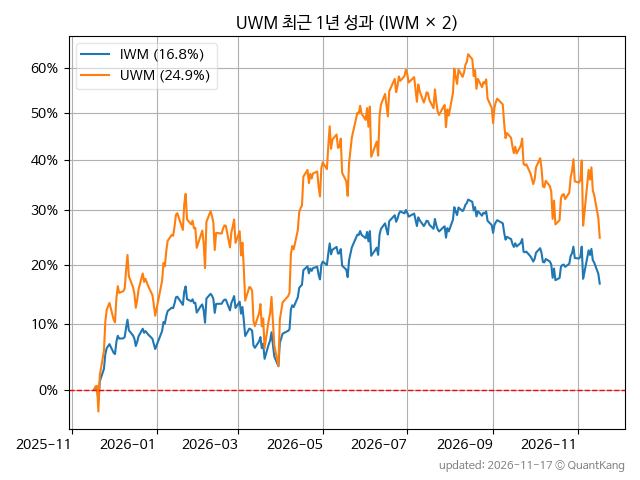 UWM 최근 1년 성과 (IWM × 2)
IWM (16.8%)
UWM (24.9%)
60%
50%
40%
30%
20%
10%
0%
2025-11 2026-01 2026-03 2026-05 2026-07 2026-09 2026-11
updated: 2026-11-17 © QuantKang